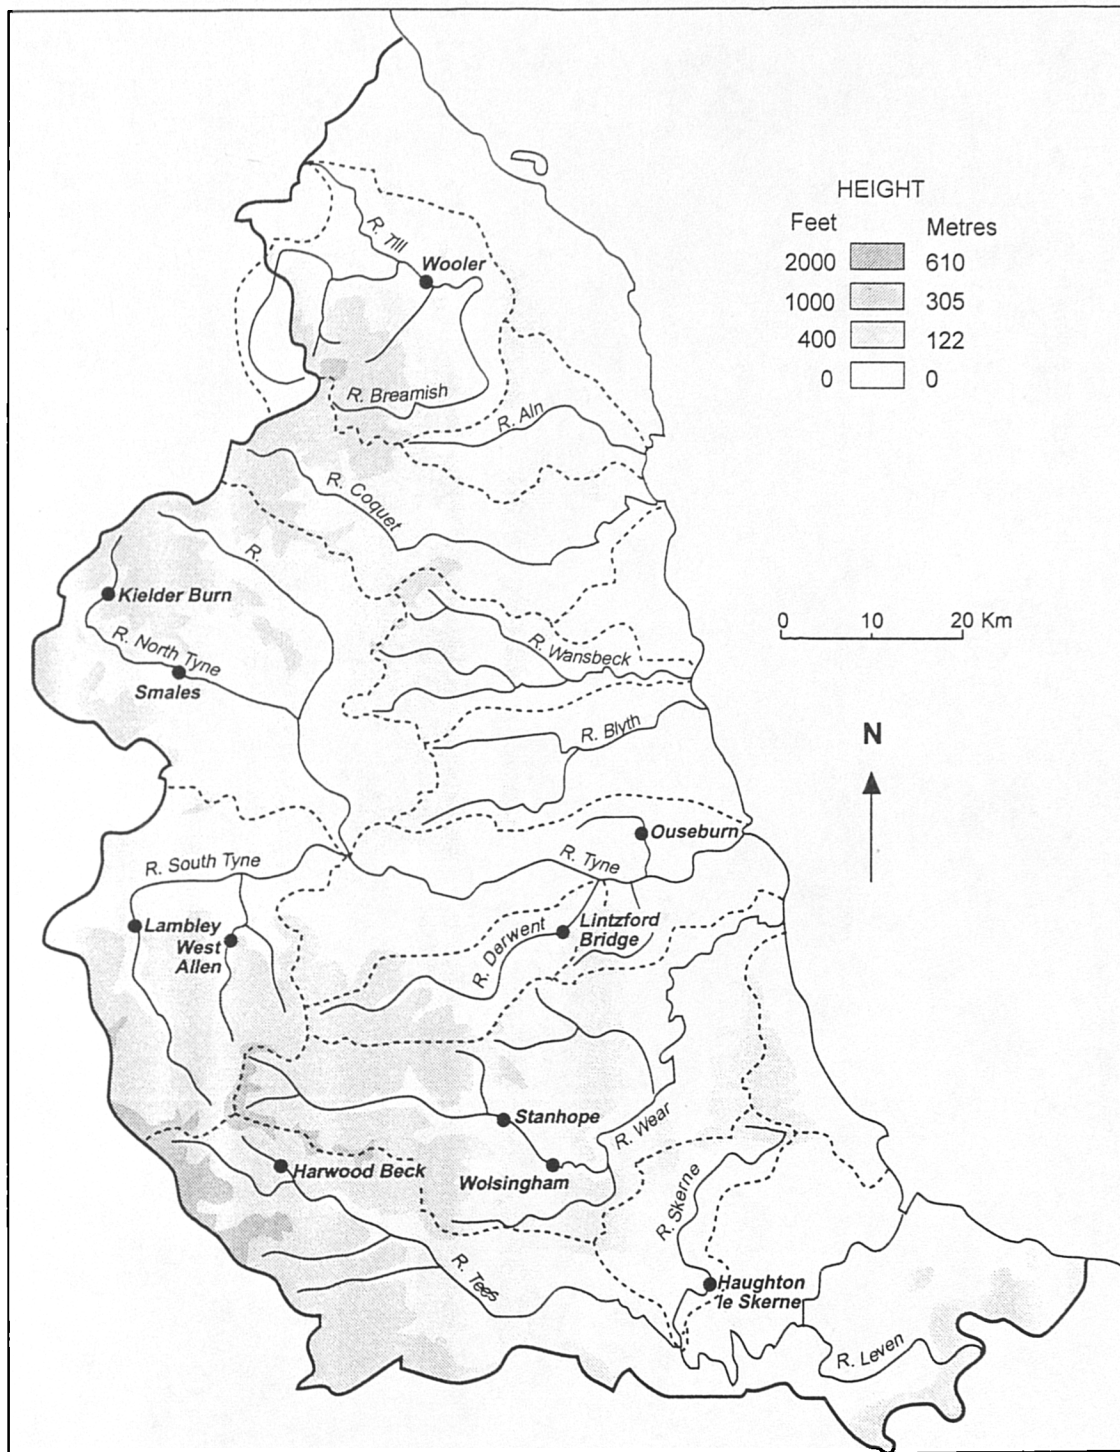 HEIGHT
Feet Metres
2000 610
1000 305
400 122
0 0
R. Till
Wooler
R. Breamish
R. Aln
R. Coquet
R.
Kielder Burn
R. North Tyne
Smales
R. Wansbeck
0 10 20 Km
R. Blyth
N
Ouseburn
R. South Tyne
R. Tyne
Lambley
West
Allen
Lintzford
Bridge
R. Derwent
Stanhope
R. Wear
Harwood Beck
Wolsingham
R. Skerne
R. Tees
Haughton
le Skerne
R. Leven